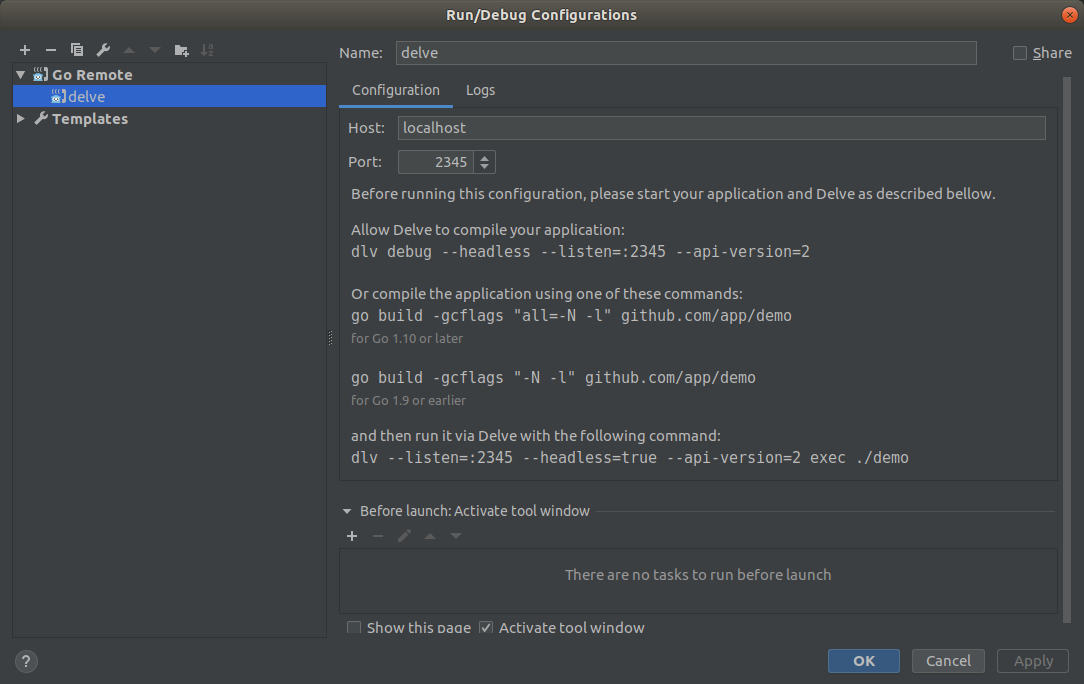 Run/Debug Configurations
Name: delve
Share
Go Remote
delve
Templates
Configuration Logs
Host: localhost
Port: 2345
Before running this configuration, please start your application and Delve as described bellow.
Allow Delve to compile your application:
dlv debug --headless --listen=:2345 --api-version=2
Or compile the application using one of these commands:
go build -gcflags "all=-N -l" github.com/app/demo
for Go 1.10 or later
go build -gcflags "-N -l" github.com/app/demo
for Go 1.9 or earlier
and then run it via Delve with the following command:
dlv --listen=:2345 --headless=true --api-version=2 exec ./demo
Before launch: Activate tool window
There are no tasks to run before launch
Show this page Activate tool window
? OK Cancel Apply